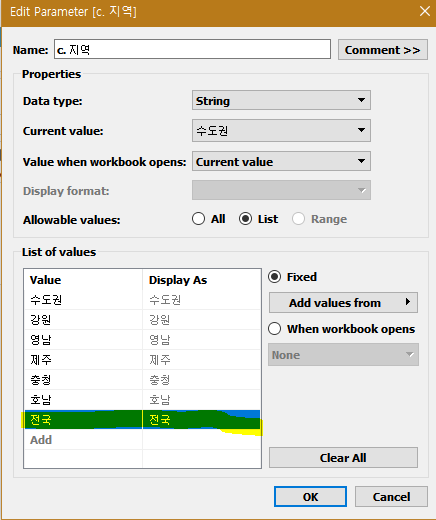 Edit Parameter [c. 지역]
Name: c. 지역 Comment >>
Properties
Data type: String
Current value: 수도권
Value when workbook opens: Current value
Display format:
Allowable values: All List Range
List of values
Value Display As
수도권 수도권
강원 강원
영남 영남
제주 제주
충청 충청
호남 호남
전국 전국
Add
Fixed
Add values from
When workbook opens
None
Clear All
OK Cancel